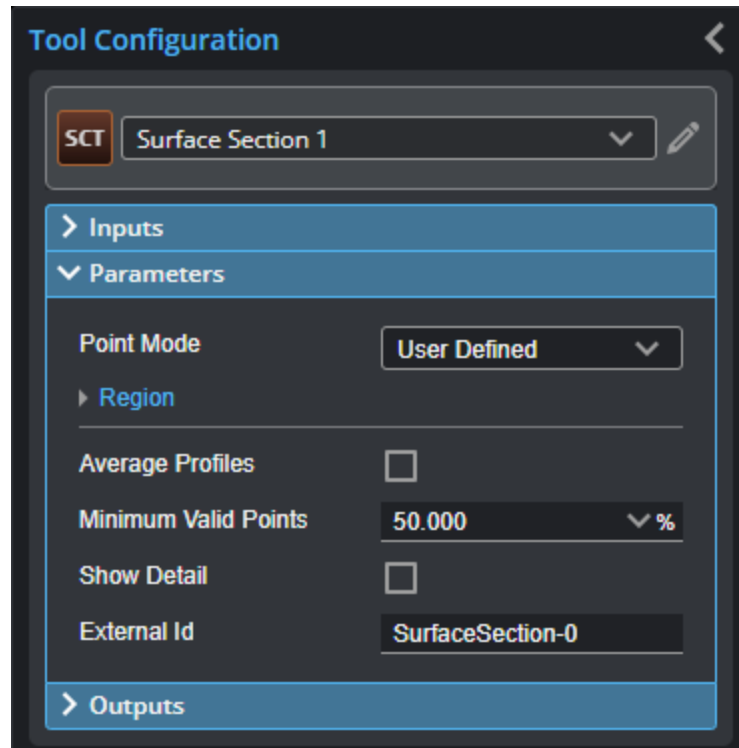 Tool Configuration
SCT Surface Section 1
Inputs
Parameters
Point Mode User Defined
Region
Average Profiles
Minimum Valid Points 50.000 %
Show Detail
External Id SurfaceSection-0
Outputs